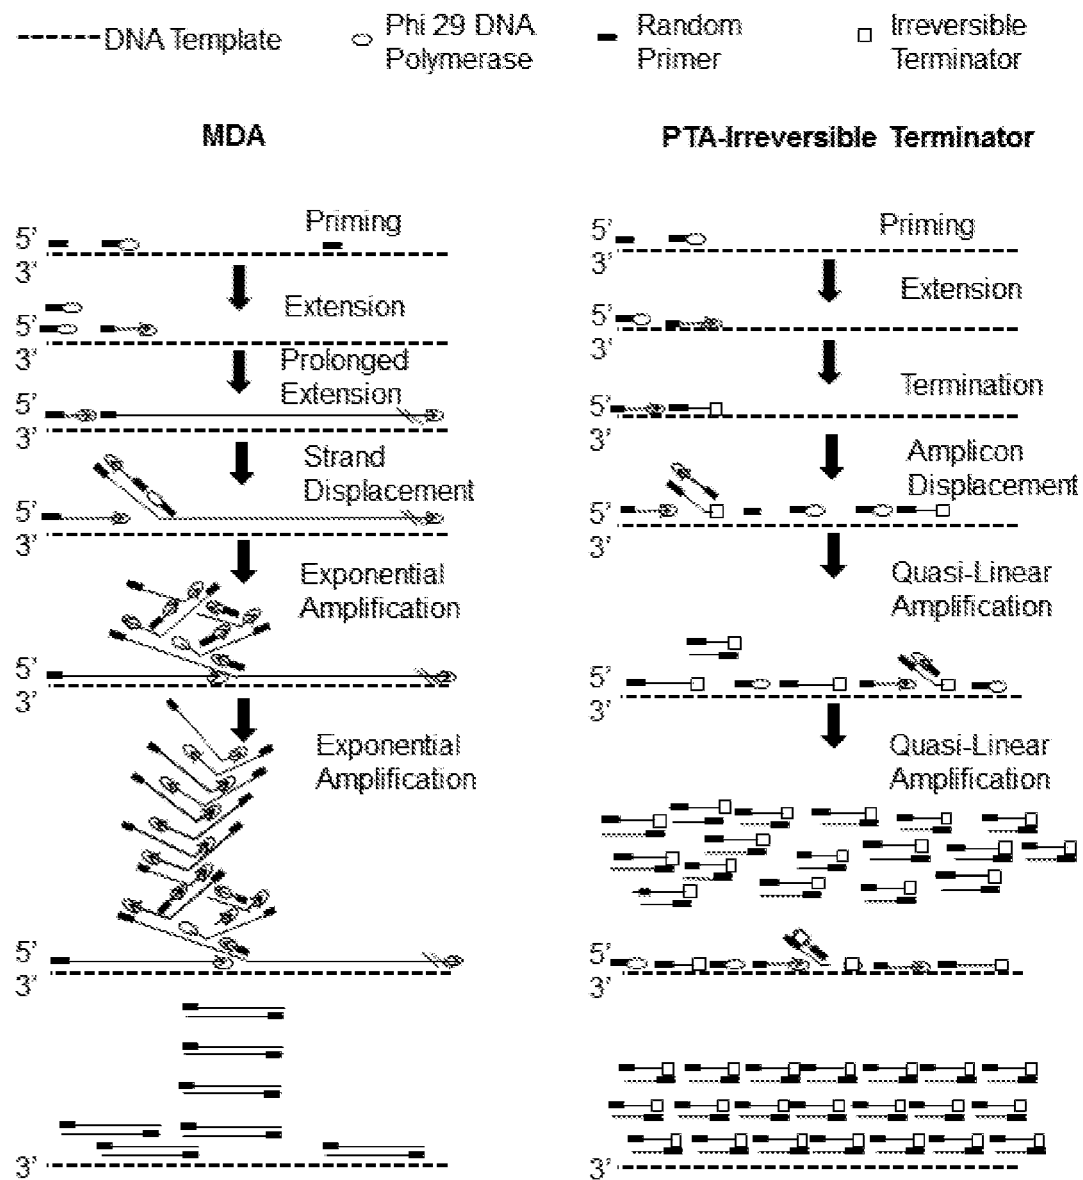 DNA Template
Phi 29 DNA
Polymerase
Random
Primer
Irreversible
Terminator
MDA
Priming
5'
3'
Extension
5'
3'
Prolonged
Extension
5'
3'
Strand
Displacement
5'
3'
Exponential
Amplification
5'
3'
Exponential
Amplification
5'
3'
3'
PTA-Irreversible Terminator
Priming
5'
3'
Extension
5'
3'
Termination
5'
3'
Amplicon
Displacement
5'
3'
Quasi-Linear
Amplification
5'
3'
Quasi-Linear
Amplification
5'
3'
3'